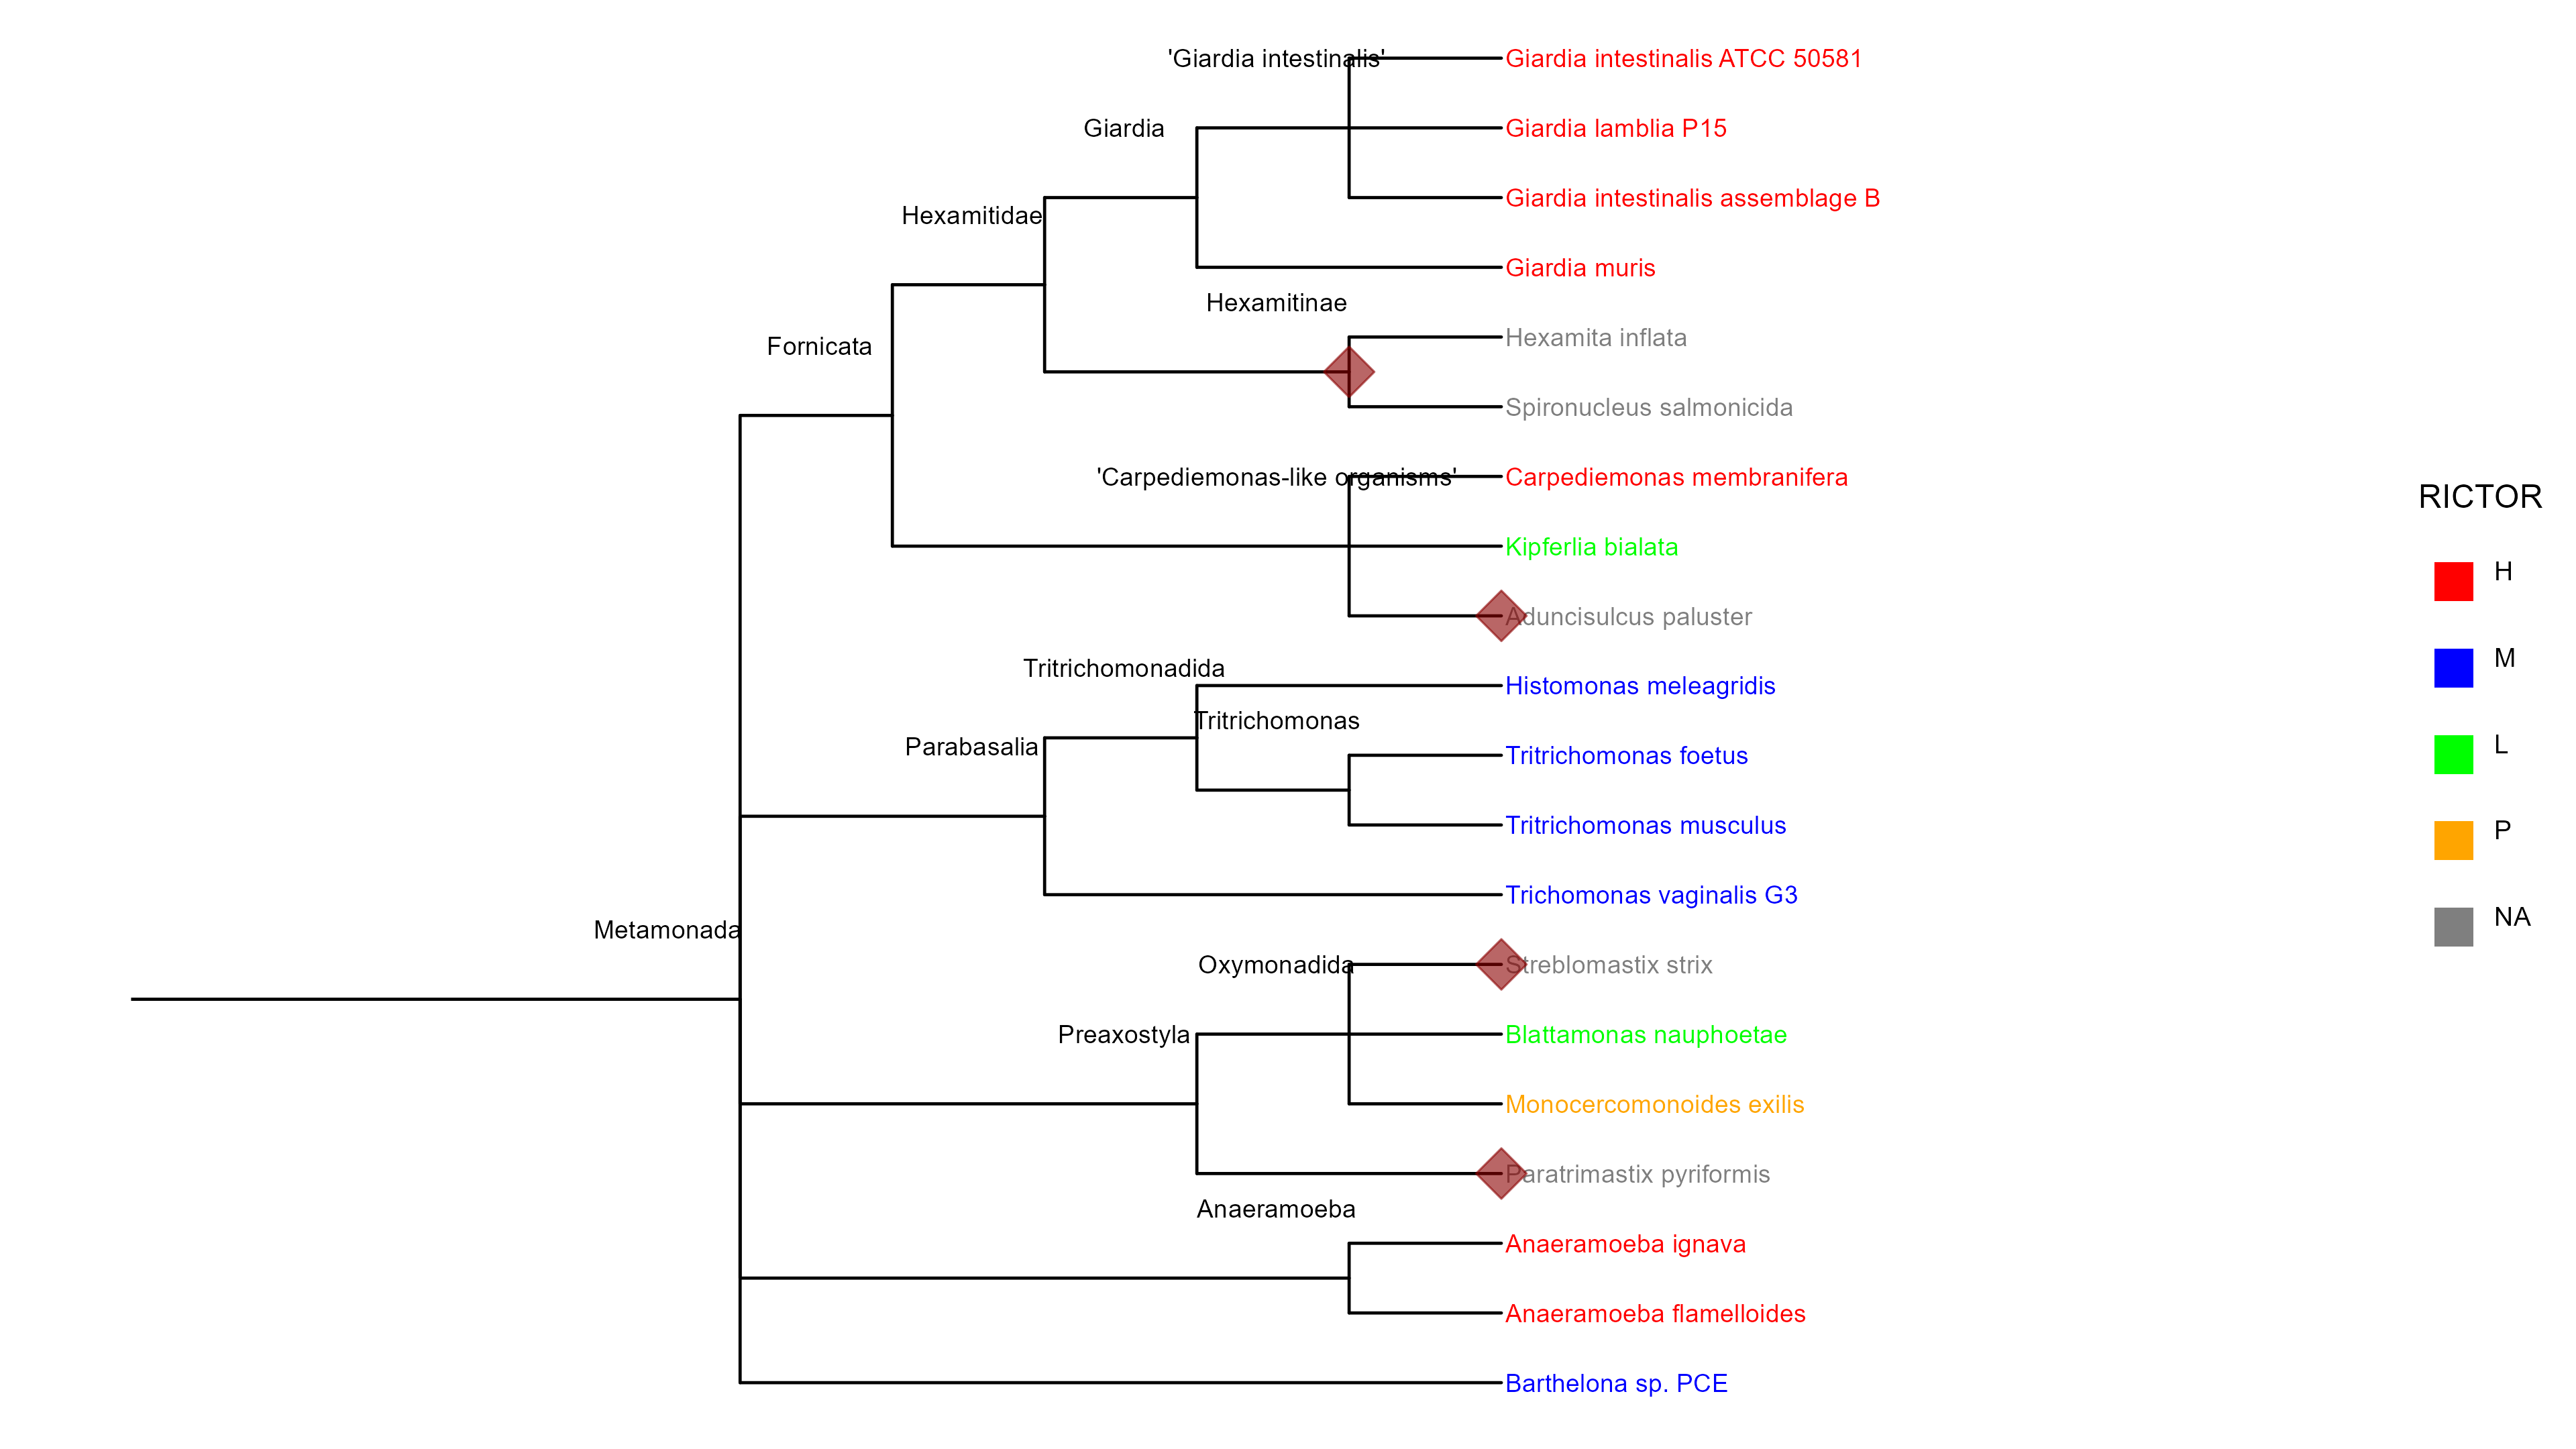 'Giardia intestinalis'
Giardia intestinalis ATCC 50581
Giardia
Giardia lamblia P15
Hexamitidae
Giardia intestinalis assemblage B
Giardia muris
Hexamitinae
Fornicata
Hexamita inflata
Spironucleus salmonicida
'Carpediemonas-like organisms'
Carpediemonas membranifera
Kipferlia bialata
Aduncisulcus paluster
Tritrichomonadida
Histomonas meleagridis
Tritrichomonas
Parabasalia
Tritrichomonas foetus
Tritrichomonas musculus
Trichomonas vaginalis G3
Metamonada
Oxymonadida
Streblomastix strix
Preaxostyla
Blattamonas nauphoetae
Monocercomonoides exilis
Paratrimastix pyriformis
Anaeramoeba
Anaeramoeba ignava
Anaeramoeba flamelloides
Barthelona sp. PCE
RICTOR
H
M
L
P
NA